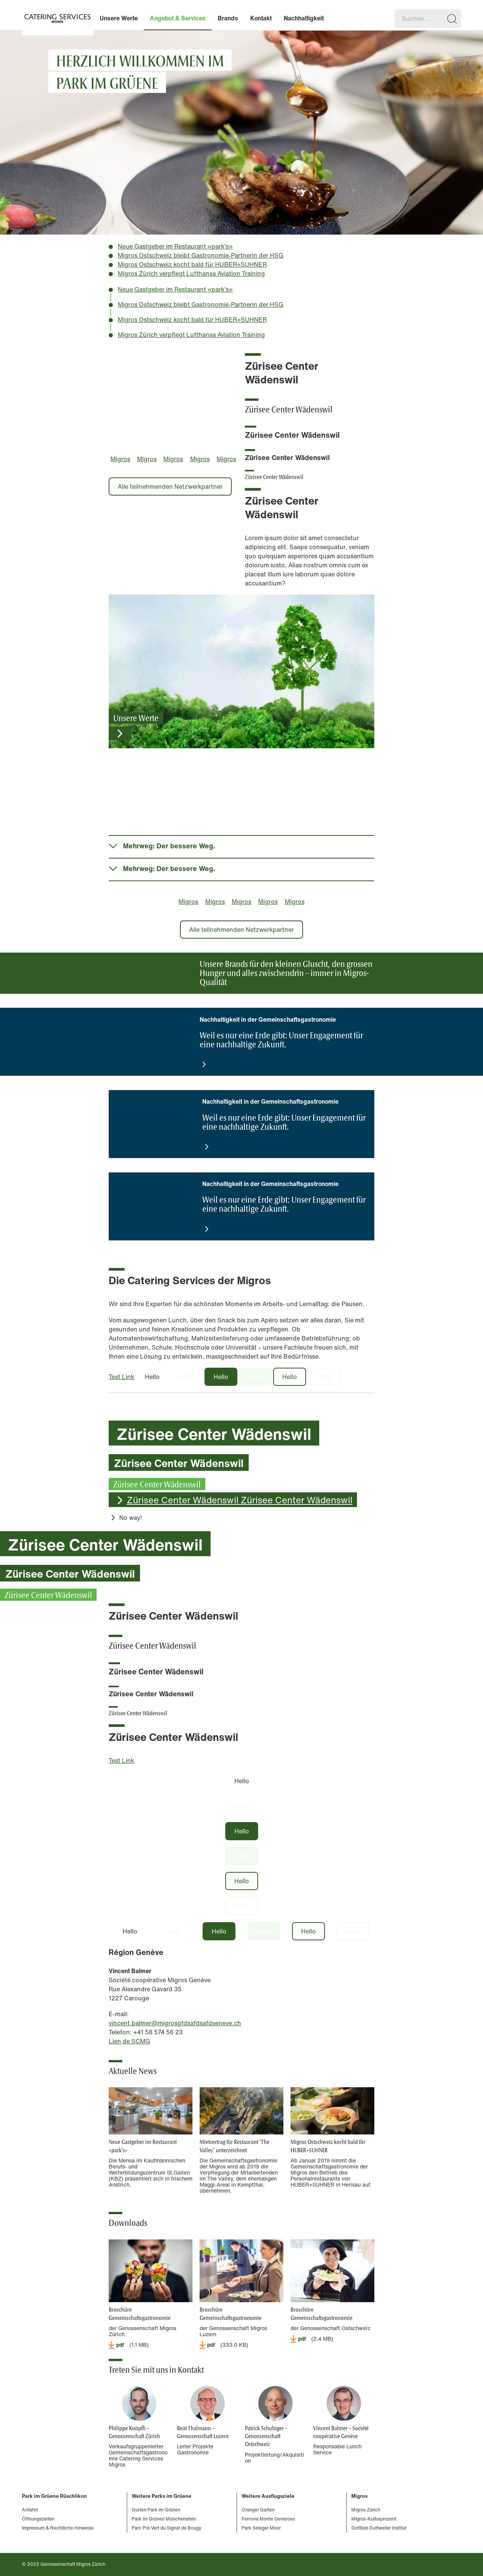 CATERING SERVICES
MIGROS
Unsere Werte
Angebot & Services
Brands
Kontakt
Nachhaltigkeit
Suchen...
HERZLICH WILLKOMMEN IM
PARK IM GRÜENE
Neue Gastgeber im Restaurant «park's»
Migros Ostschweiz bleibt Gastronomie-Partnerin der HSG
Migros Ostschweiz kocht bald für HUBER+SUHNER
Migros Zürich verpflegt Lufthansa Aviation Training
Neue Gastgeber im Restaurant «park's»
Migros Ostschweiz bleibt Gastronomie-Partnerin der HSG
Migros Ostschweiz kocht bald für HUBER+SUHNER
Migros Zürich verpflegt Lufthansa Aviation Training
Migros Migros Migros Migros Migros
Alle teilnehmenden Netzwerkpartner
Zürisee Center
Wädenswil
Zürisee Center Wädenswil
Zürisee Center Wädenswil
Zürisee Center Wädenswil
Zürisee Center Wädenswil
Zürisee Center
Wädenswil
Lorem ipsum dolor sit amet consectetur
adipisicing elit. Saepe consequatur, veniam
quo quisquam asperiores quam accusantium
dolorum iusto. Alias nostrum omnis cum ex
placeat illum iure laborum quae dolore
accusantium?
Unsere Werte
Mehrweg: Der bessere Weg.
Mehrweg: Der bessere Weg.
Migros Migros Migros Migros Migros
Alle teilnehmenden Netzwerkpartner
Unsere Brands für den kleinen Gluscht, den grossen
Hunger und alles zwischendrin – immer in Migros-
Qualität
Nachhaltigkeit in der Gemeinschaftsgastronomie
Weil es nur eine Erde gibt: Unser Engagement für
eine nachhaltige Zukunft.
Nachhaltigkeit in der Gemeinschaftsgastronomie
Weil es nur eine Erde gibt: Unser Engagement für
eine nachhaltige Zukunft.
Nachhaltigkeit in der Gemeinschaftsgastronomie
Weil es nur eine Erde gibt: Unser Engagement für
eine nachhaltige Zukunft.
Die Catering Services der Migros
Wir sind Ihre Experten für die schönsten Momente im Arbeits- und Lernalltag: die Pausen.
Vom ausgewogenen Lunch, über den Snack bis zum Apéro setzen wir alles daran, Sie mit
gesunden und feinen Kreationen und Produkten zu verpflegen. Ob
Automatenbewirtschaftung, Mahlzeitenlieferung oder umfassende Betriebsführung; ob
Unternehmen, Schule, Hochschule oder Universität – unsere Fachleute freuen sich, mit
Ihnen eine Lösung zu entwickeln, massgeschneidert auf Ihre Bedürfnisse.
Test Link Hello Hello Hello
Zürisee Center Wädenswil
Zürisee Center Wädenswil
Zürisee Center Wädenswil
Zürisee Center Wädenswil Zürisee Center Wädenswil
No way!
Zürisee Center Wädenswil
Zürisee Center Wädenswil
Zürisee Center Wädenswil
Zürisee Center Wädenswil
Zürisee Center Wädenswil
Zürisee Center Wädenswil
Zürisee Center Wädenswil
Zürisee Center Wädenswil
Zürisee Center Wädenswil
Test Link
Hello
Hello
Hello
Hello Hello Hello
Région Genève
Vincent Balmer
Société coopérative Migros Genève
Rue Alexandre Gavard 35
1227 Carouge
E-mail:
vincent.balmer@migrosgfdsafdsafdseneve.ch
Telefon: +41 58 574 56 23
Lien de SCMG
Aktuelle News
Neue Gastgeber im Restaurant
«park's»
Die Mensa im Kaufmännischen
Berufs- und
Weiterbildungszentrum St.Gallen
(KBZ) präsentiert sich in frischem
Anstrich.
Mietvertrag für Restaurant "The
Valley" unterzeichnet
Die Gemeinschaftsgastronomie
der Migros wird ab 2019 die
Verpflegung der Mitarbeitenden
im The Valley, dem ehemaligen
Maggi-Areal in Kemptthal,
übernehmen.
Migros Ostschweiz kocht bald für
HUBER+SUHNER
Ab Januar 2019 nimmt die
Gemeinschaftsgastronomie der
Migros den Betrieb des
Personalrestaurants von
HUBER+SUHNER in Herisau auf
Downloads
Broschüre
Gemeinschaftsgastronomie
der Genossenschaft Migros
Zürich
pdf (1.1 MB)
Broschüre
Gemeinschaftsgastronomie
der Genossenschaft Migros
Luzern
pdf (333.0 KB)
Broschüre
Gemeinschaftsgastronomie
der Genossenschaft Ostschweiz
pdf (2.4 MB)
Treten Sie mit uns in Kontakt
Philippe Knöpfli –
Genossenschaft Zürich
Verkaufsgruppenleiter
Gemeinschaftsgastrono
mie Catering Services
Migros
Beat Thalmann –
Genossenschaft Luzern
Leiter Projekte
Gastronomie
Patrick Schubiger –
Genossenschaft
Ostschweiz
Projektleitung/Akquisiti
on
Vincent Balmer – Société
coopérative Genève
Responsable Lunch
Service
Park im Grüene Rüschlikon
Anfahrt
Öffnungszeiten
Impressum & Rechtliche Hinweise
Weitere Parks im Grüene
Gurten Park im Grünen
Park im Grünen Münchenstein
Parc Pré Vert du Signal de Bougy
Weitere Ausflugsziele
Oranger Garten
Ferrovia Monte Generoso
Park Seleger Moor
Migros
Migros Zürich
Migros-Kulturprozent
Gottlieb Duttweiler Institut
© 2022 Genossenschaft Migros Zürich